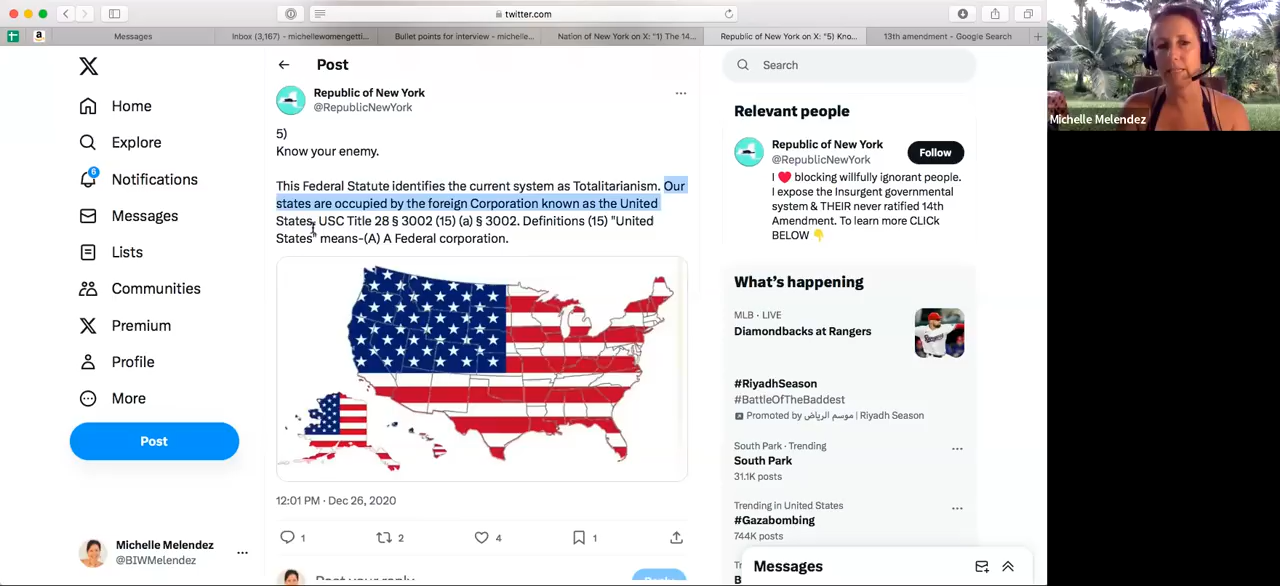 twitter.com
Messages
Inbox (3,167) - michellewomengetti...
Bullet points for interview - michelle...
Nation of New York on X: "1) The 14...
Republic of New York on X: "5) Kno...
13th amendment - Google Search
Home
Explore
6
Notifications
Messages
Lists
Communities
Premium
Profile
More
Post
Michelle Melendez
@BIWMelendez
Post
Republic of New York
@RepublicNewYork
5)
Know your enemy.
This Federal Statute identifies the current system as Totalitarianism. Our
states are occupied by the foreign Corporation known as the United
States, USC Title 28 § 3002 (15) (a) § 3002. Definitions (15) "United
States" means-(A) A Federal corporation.
12:01 PM · Dec 26, 2020
1
2
4
1
Post your reply
Reply
Search
Relevant people
Republic of New York
@RepublicNewYork
Follow
I ❤️ blocking willfully ignorant people.
I expose the Insurgent governmental
system & THEIR never ratified 14th
Amendment. To learn more CLICk
BELOW 👇
What's happening
MLB · LIVE
Diamondbacks at Rangers
#RiyadhSeason
#BattleOfTheBaddest
Promoted by موسم الرياض | Riyadh Season
South Park · Trending
South Park
31.1K posts
Trending in United States
#Gazabombing
744K posts
Messages
Michelle Melendez